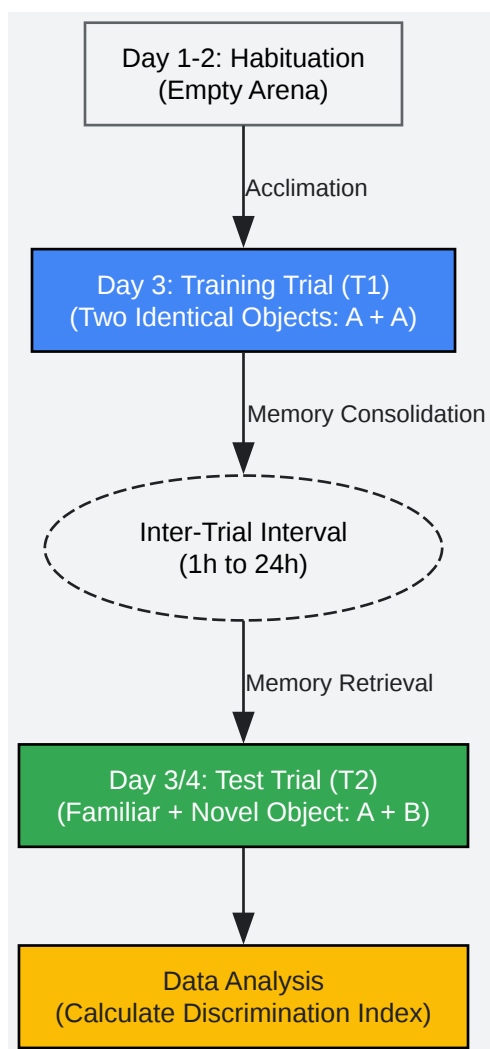 Day 1-2: Habituation
(Empty Arena)
Acclimation
Day 3: Training Trial (T1)
(Two Identical Objects: A + A)
Memory Consolidation
Inter-Trial Interval
(1h to 24h)
Memory Retrieval
Day 3/4: Test Trial (T2)
(Familiar + Novel Object: A + B)
Data Analysis
(Calculate Discrimination Index)